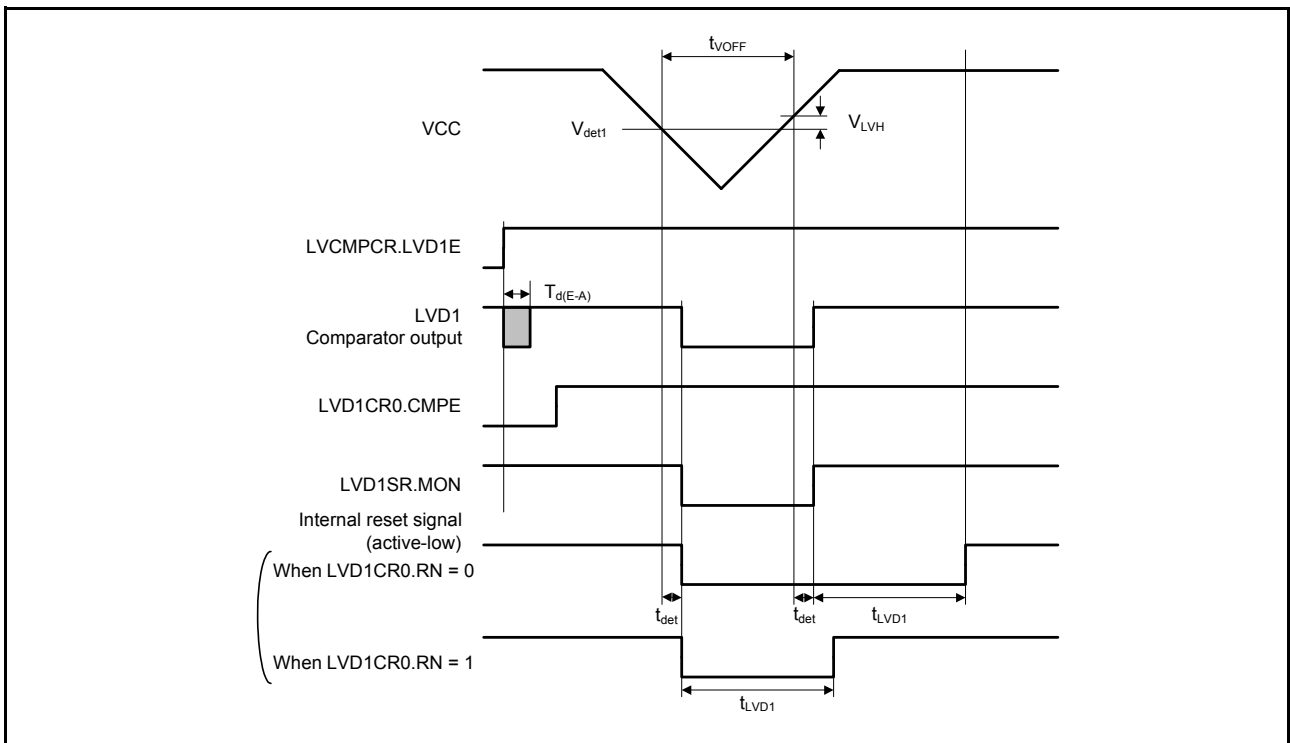 tVOFF
VCC
Vdet1
VLVH
LVCMPCR.LVD1E
Td(E-A)
LVD1
Comparator output
LVD1CR0.CMPE
LVD1SR.MON
Internal reset signal
(active-low)
When LVD1CR0.RN = 0
tdet
tdet
tLVD1
When LVD1CR0.RN = 1
tLVD1